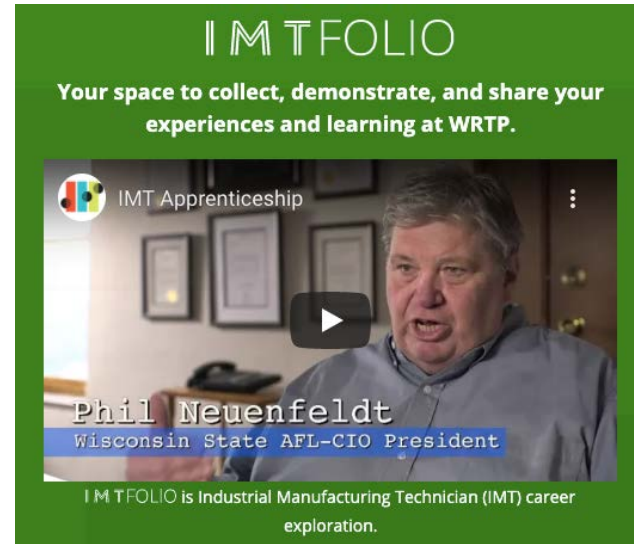 IMTFOLIO
Your space to collect, demonstrate, and share your
experiences and learning at WRTP.
IMT Apprenticeship
Phil Neuenfeldt
Wisconsin State AFL-CIO President
IMTFOLIO is Industrial Manufacturing Technician (IMT) career
exploration.